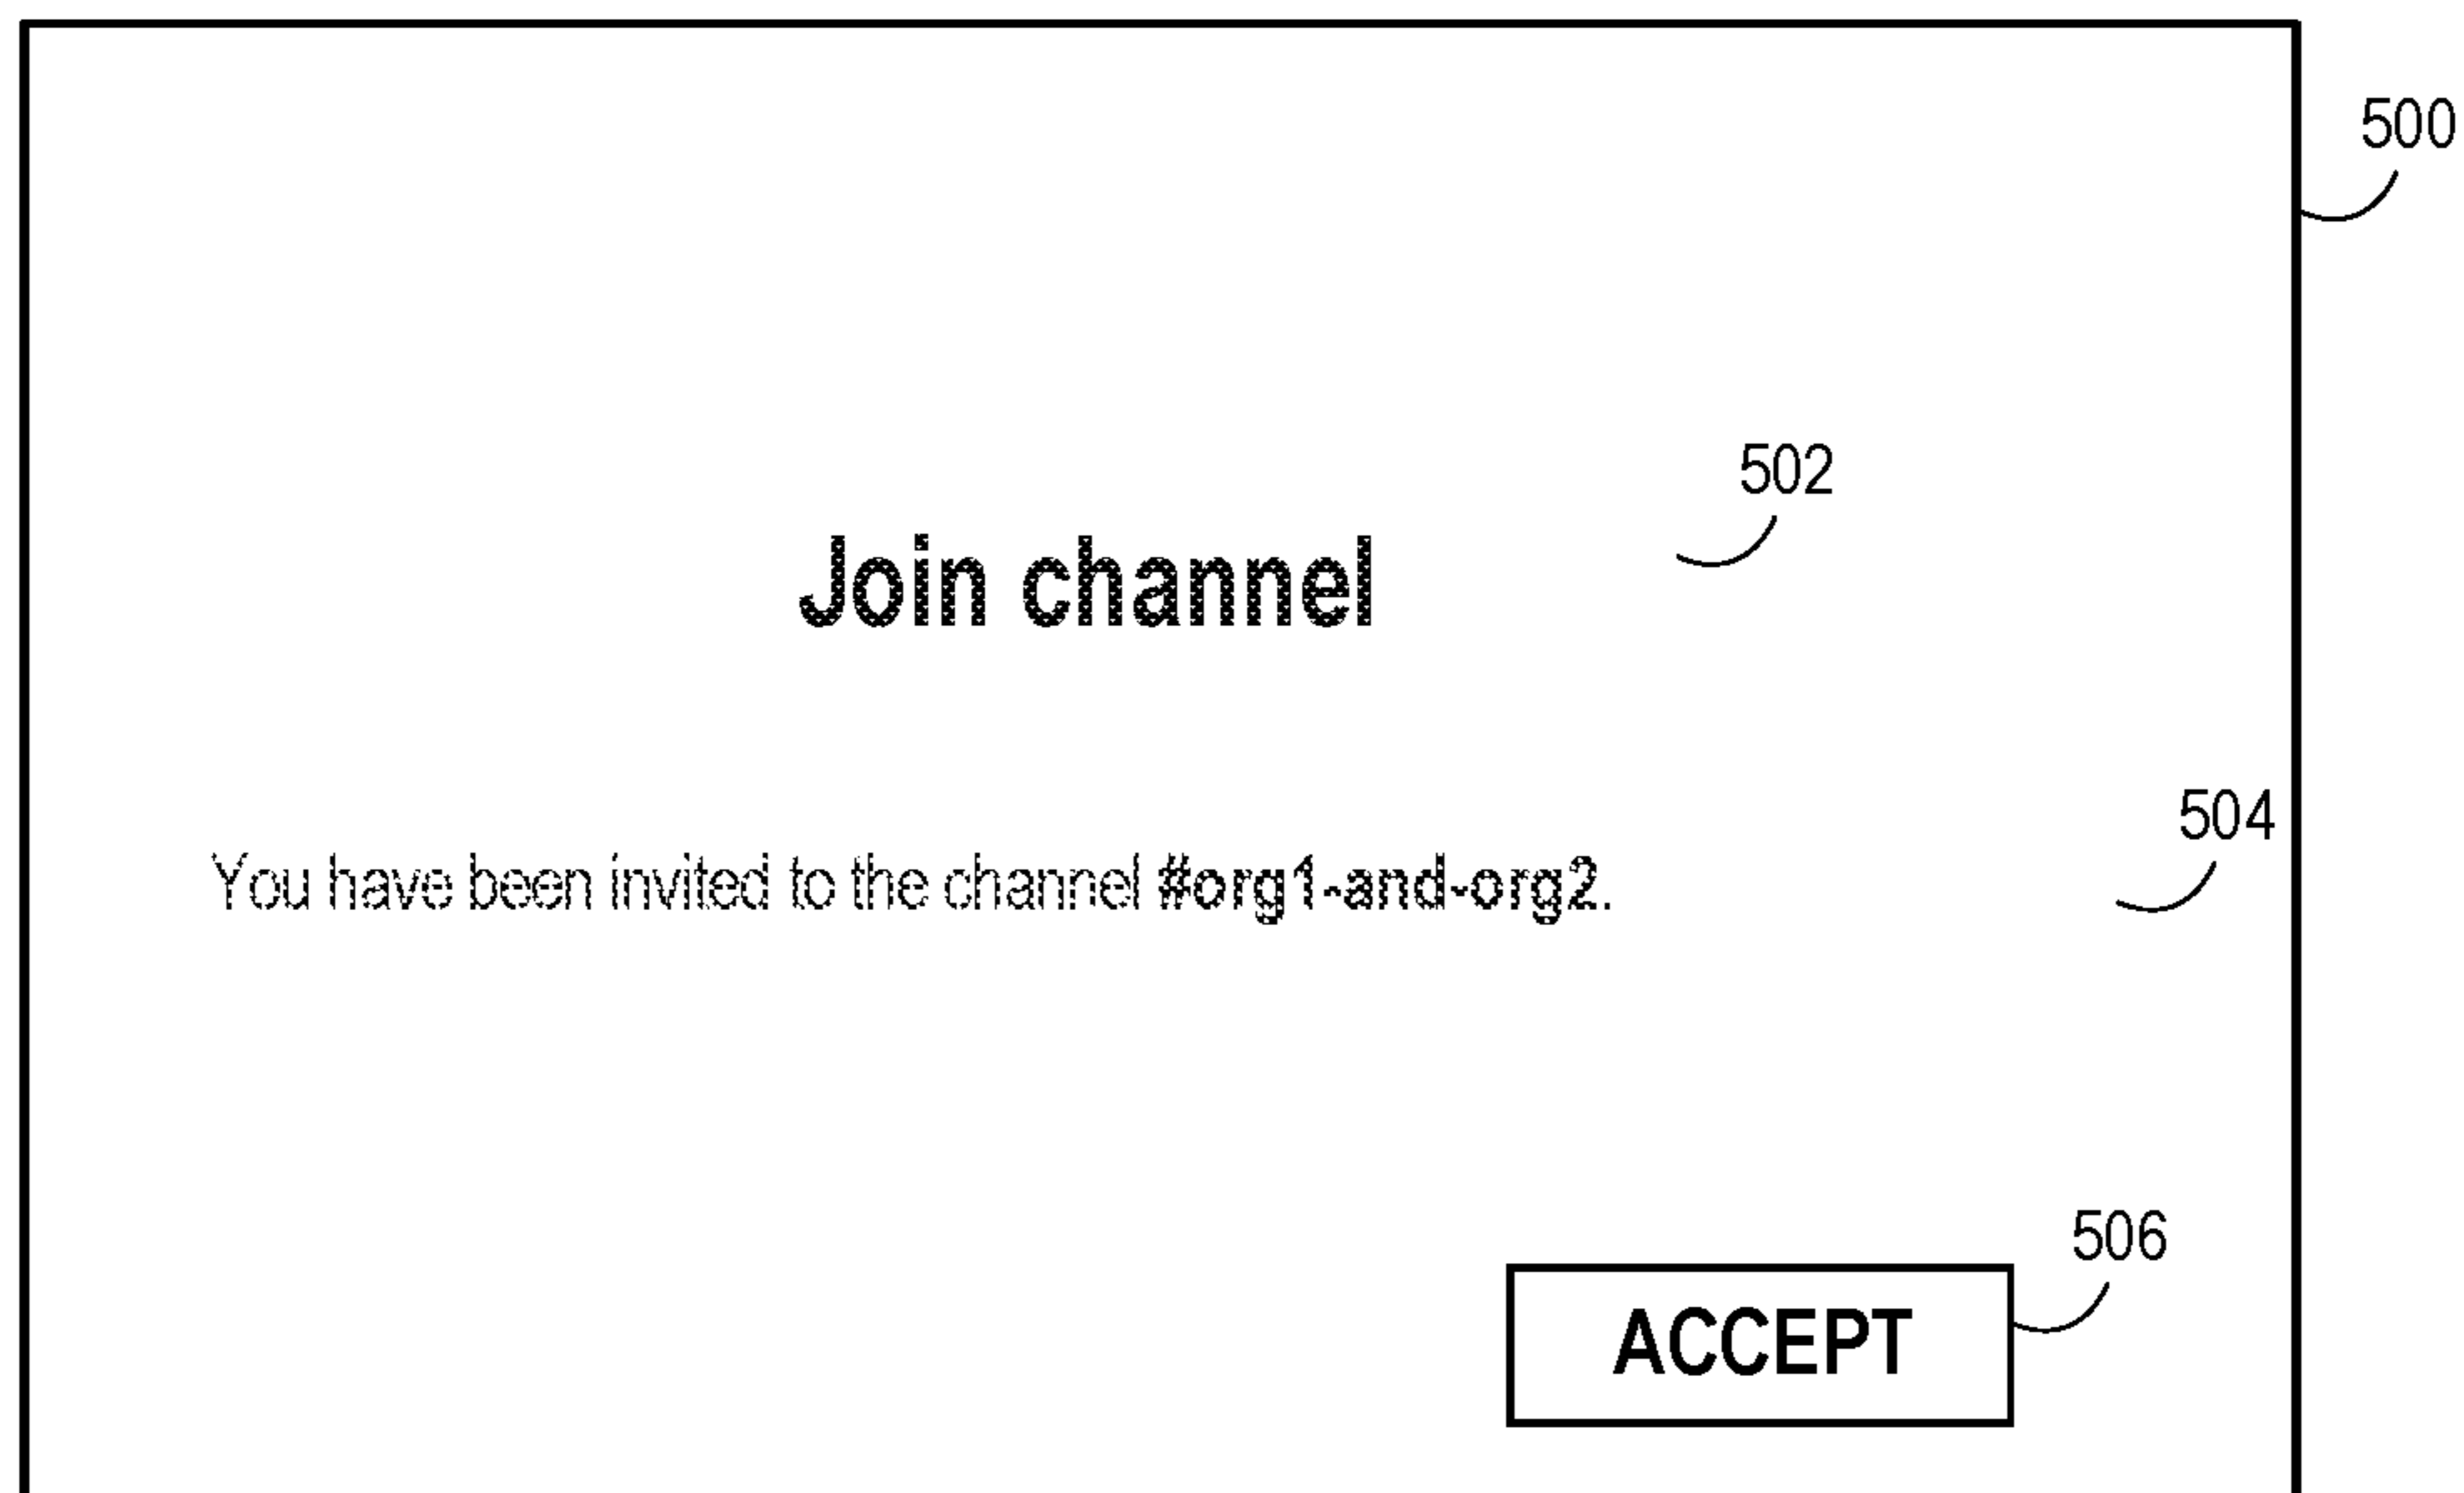 500
502
Join channel
504
You have been invited to the channel #org1-and-org2.
506
ACCEPT